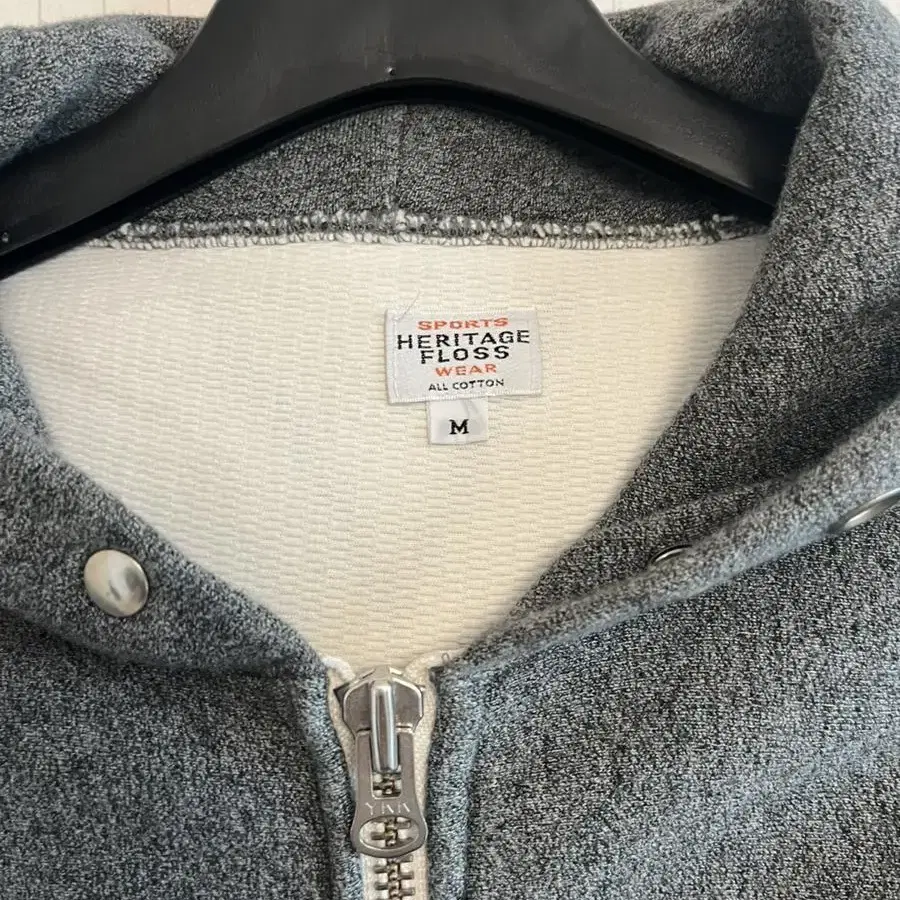 SPORTS
HERITAGE
FLOSS
WEAR
ALL COTTON
M
YKK